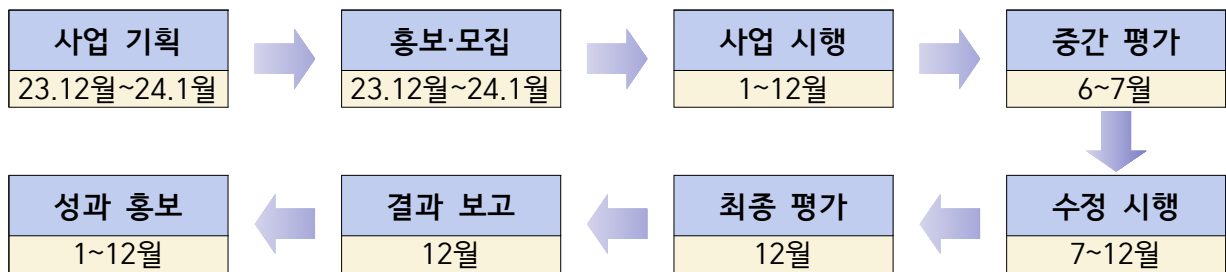 사업 기획
23.12월~24.1월
홍보·모집
23.12월~24.1월
사업 시행
1~12월
중간 평가
6~7월
수정 시행
7~12월
최종 평가
12월
결과 보고
12월
성과 홍보
1~12월